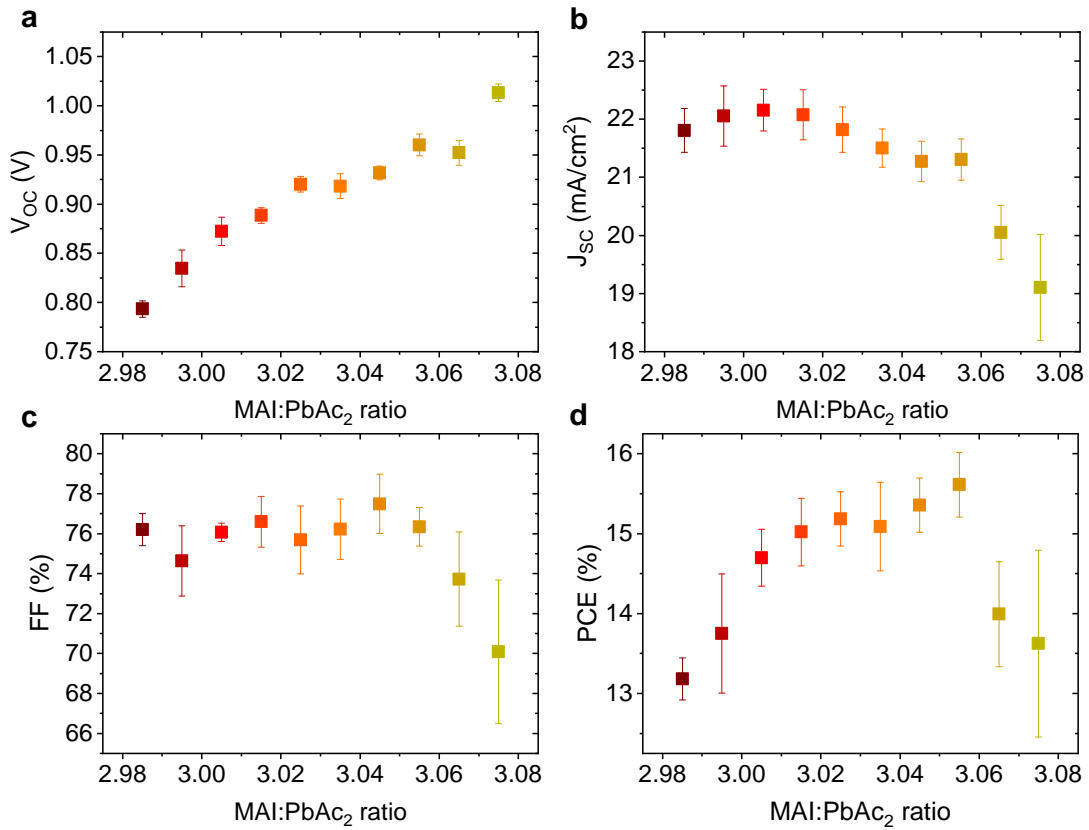 a
1.05
1.00
0.95
0.90
0.85
0.80
0.75
V_OC (V)
2.98 3.00 3.02 3.04 3.06 3.08
MAI:PbAc₂ ratio
b
23
22
21
20
19
18
J_SC (mA/cm²)
2.98 3.00 3.02 3.04 3.06 3.08
MAI:PbAc₂ ratio
c
80
78
76
74
72
70
68
66
FF (%)
2.98 3.00 3.02 3.04 3.06 3.08
MAI:PbAc₂ ratio
d
16
15
14
13
PCE (%)
2.98 3.00 3.02 3.04 3.06 3.08
MAI:PbAc₂ ratio